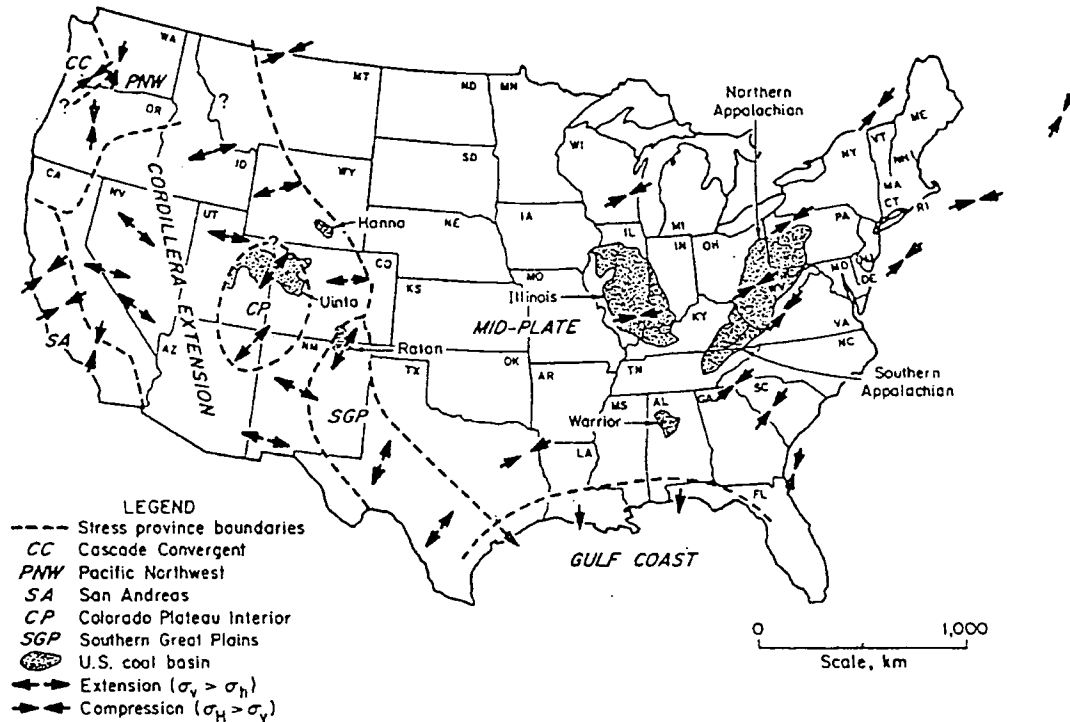 WA
CC
PNW
?
OR
?
MT
ND
MN
Northern
Appalachian
ME
VT
NH
NY
MA
CT
RI
WI
MI
SD
ID
WY
CA
NV
UT
CORDILLERA EXTENSION
Hanna
NE
IA
IL
IN
OH
PA
NJ
MD
DE
?
CO
Uinta
CP
KS
MO
Illinois
MID-PLATE
KY
WV
VA
SA
AZ
NM
Raton
OK
TX
AR
TN
NC
Southern
Appalachian
SGP
MS
AL
GA
SC
Warrior
LA
FL
GULF COAST
LEGEND
Stress province boundaries
CC Cascade Convergent
PNW Pacific Northwest
SA San Andreas
CP Colorado Plateau Interior
SGP Southern Great Plains
U.S. coal basin
Extension (σv > σh)
Compression (σH > σv)
0 1,000
Scale, km